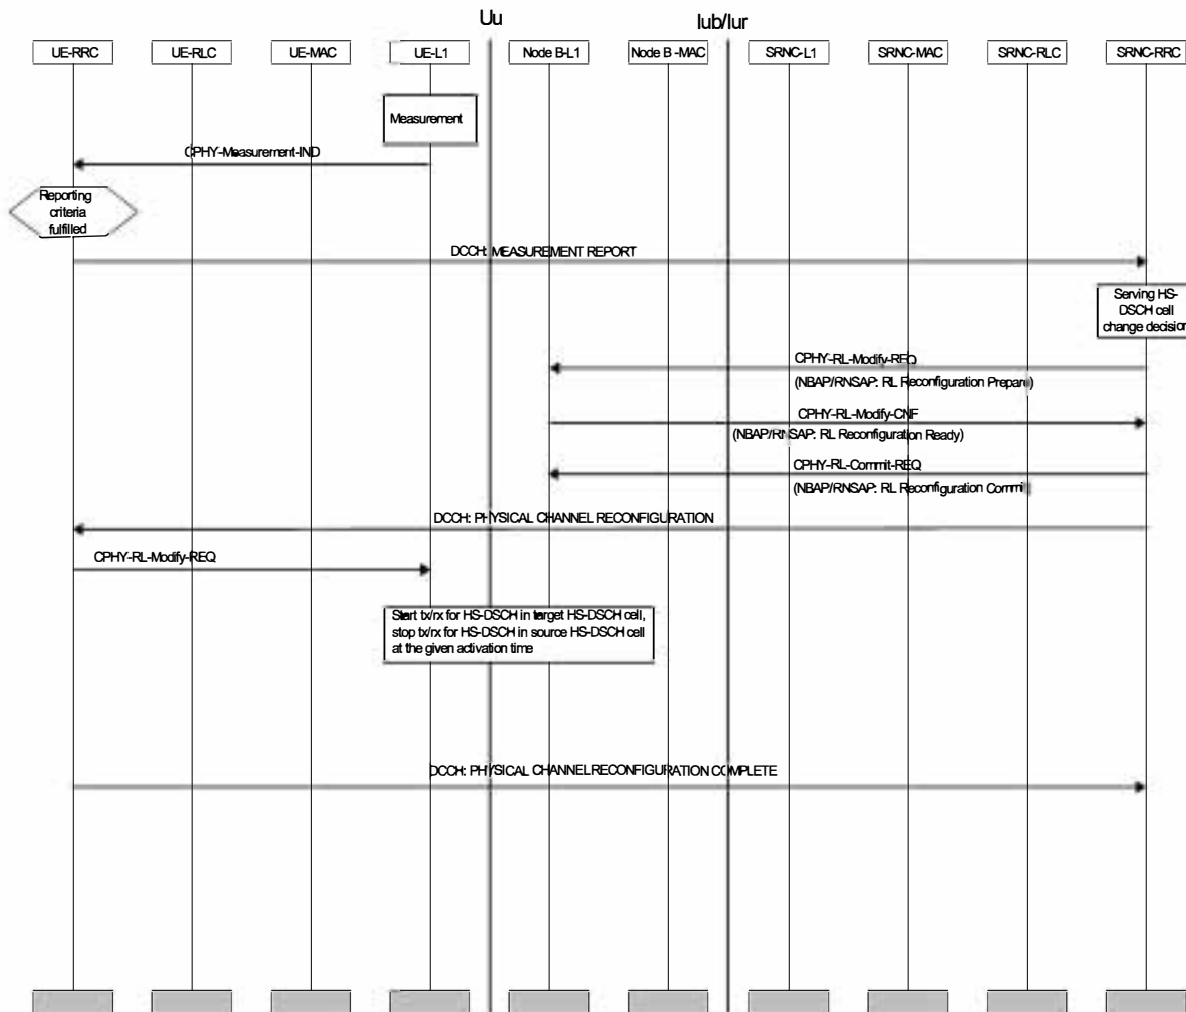 Uu
Iub/Iur
UE-RRC
UE-RLC
UE-MAC
UE-L1
Node B-L1
Node B -MAC
SRNC-L1
SRNC-MAC
SRNC-RLC
SRNC-RRC
Measurement
CPHY-Measurement-IND
Reporting
criteria
fulfilled
DCCH: MEASUREMENT REPORT
Serving HS-
DSCH cell
change decision
CPHY-RL-Modify-REQ
(NBAP/RNSAP: RL Reconfiguration Prepare)
CPHY-RL-Modify-CNF
(NBAP/RNSAP: RL Reconfiguration Ready)
CPHY-RL-Commit-REQ
(NBAP/RNSAP: RL Reconfiguration Commit
DCCH: PHYSICAL CHANNEL RECONFIGURATION
CPHY-RL-Modify-REQ
Start tx/rx for HS-DSCH in target HS-DSCH cell,
stop tx/rx for HS-DSCH in source HS-DSCH cell
at the given activation time
DCCH: PHYSICAL CHANNEL RECONFIGURATION COMPLETE